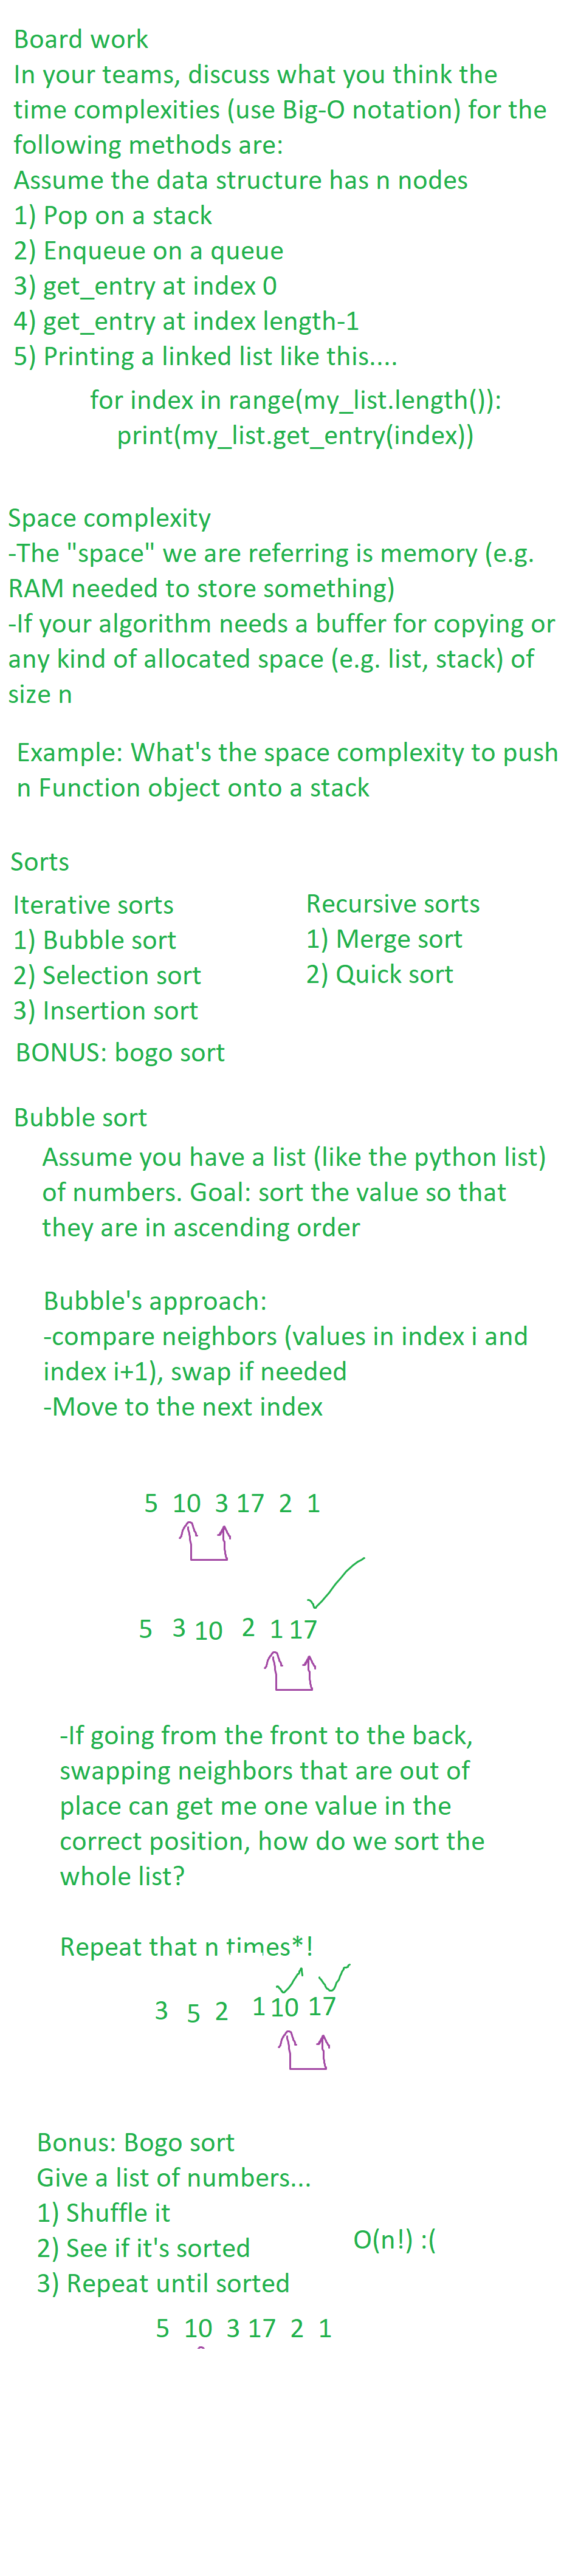 Board work
In your teams, discuss what you think the
time complexities (use Big-O notation) for the
following methods are:
Assume the data structure has n nodes
1) Pop on a stack
2) Enqueue on a queue
3) get_entry at index 0
4) get_entry at index length-1
5) Printing a linked list like this....
for index in range(my_list.length()):
print(my_list.get_entry(index))
Space complexity
-The "space" we are referring is memory (e.g.
RAM needed to store something)
-If your algorithm needs a buffer for copying or
any kind of allocated space (e.g. list, stack) of
size n
Example: What's the space complexity to push
n Function object onto a stack
Sorts
Iterative sorts
1) Bubble sort
2) Selection sort
3) Insertion sort
Recursive sorts
1) Merge sort
2) Quick sort
BONUS: bogo sort
Bubble sort
Assume you have a list (like the python list)
of numbers. Goal: sort the value so that
they are in ascending order
Bubble's approach:
-compare neighbors (values in index i and
index i+1), swap if needed
-Move to the next index
5 10 3 17 2 1
5 3 10 2 1 17
-If going from the front to the back,
swapping neighbors that are out of
place can get me one value in the
correct position, how do we sort the
whole list?
Repeat that n times*!
3 5 2 1 10 17
Bonus: Bogo sort
Give a list of numbers...
1) Shuffle it
2) See if it's sorted
3) Repeat until sorted
O(n!) :(
5 10 3 17 2 1